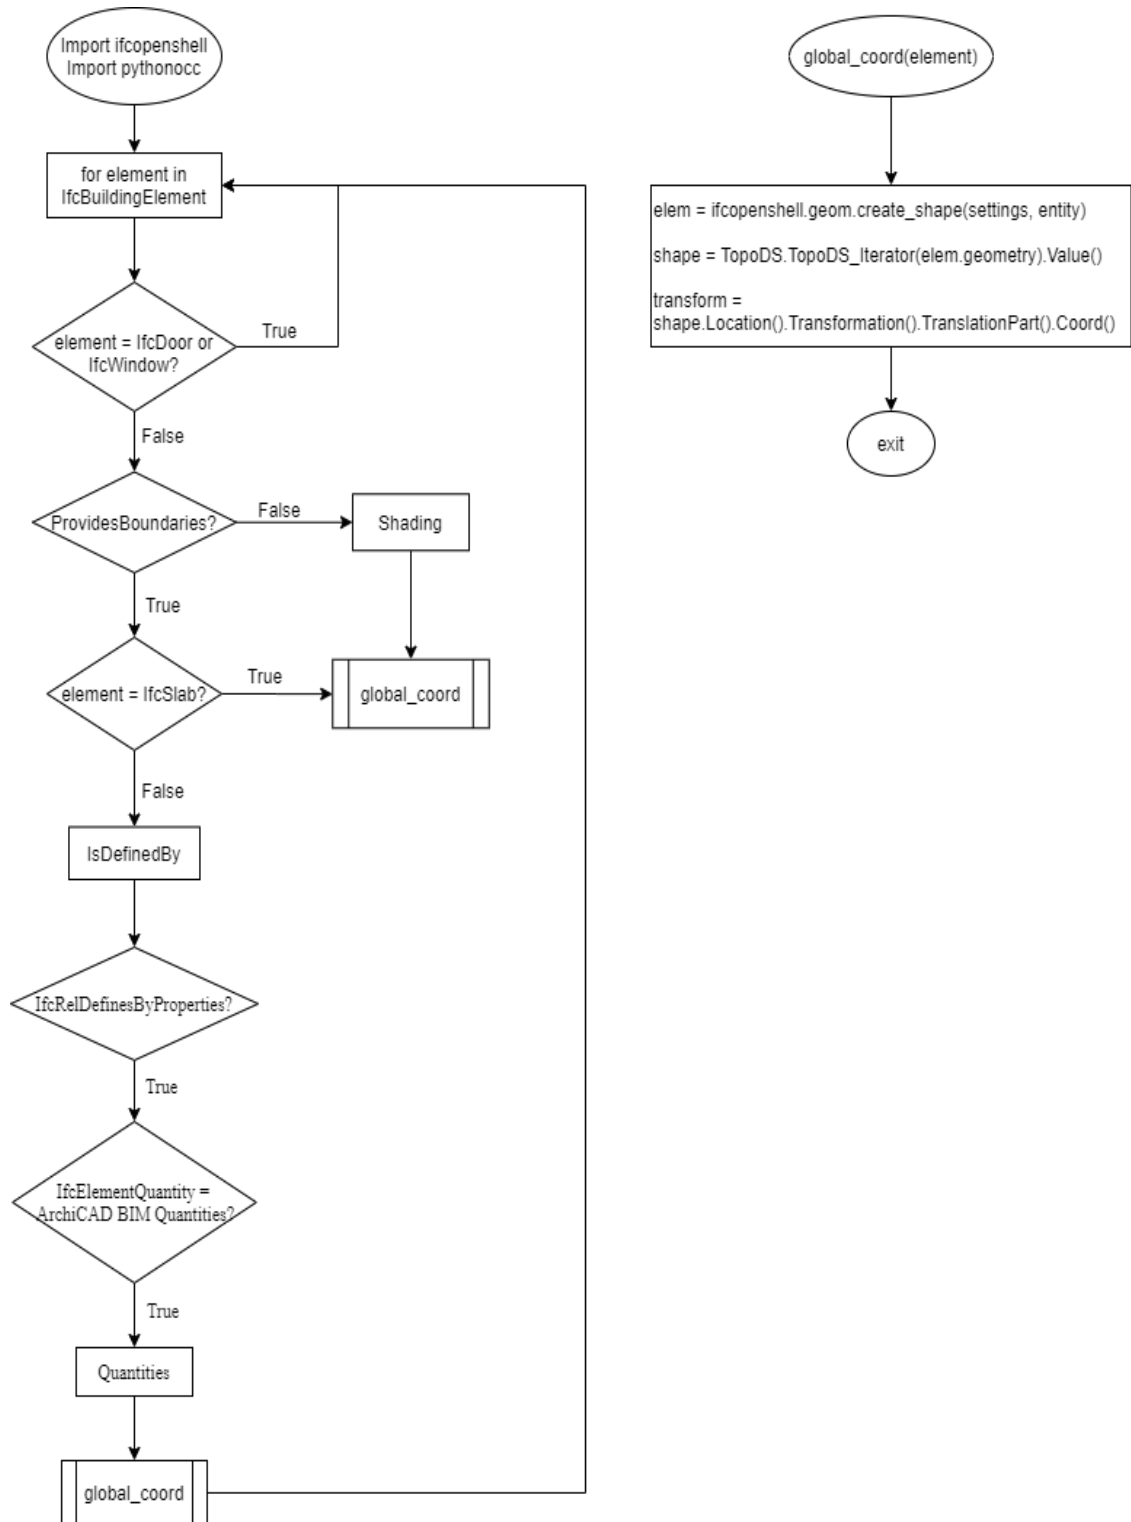 Import ifcopenshell
Import pythonocc
for element in
IfcBuildingElement
element = IfcDoor or
IfcWindow?
True
False
ProvidesBoundaries?
False
Shading
True
element = IfcSlab?
True
global_coord
False
IsDefinedBy
IfcRelDefinesByProperties?
True
IfcElementQuantity =
ArchiCAD BIM Quantities?
True
Quantities
global_coord
global_coord(element)
elem = ifcopenshell.geom.create_shape(settings, entity)
shape = TopoDS.TopoDS_Iterator(elem.geometry).Value()
transform =
shape.Location().Transformation().TranslationPart().Coord()
exit